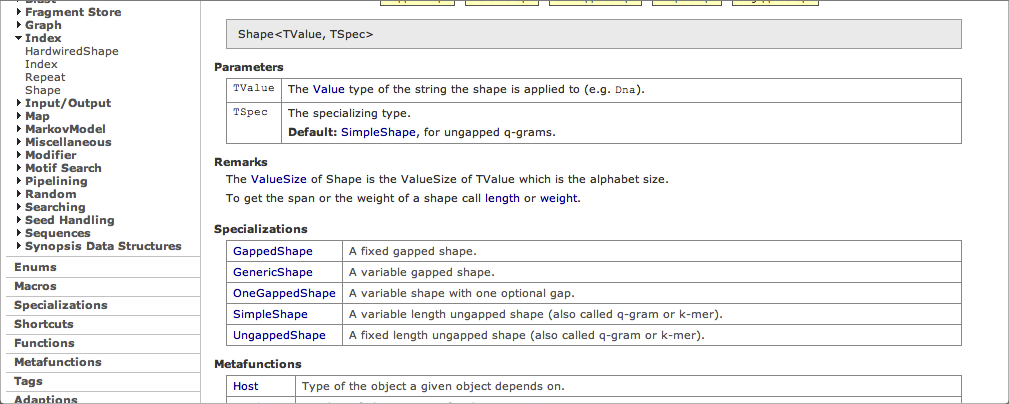 Fragment Store
Graph
Index
HardwiredShape
Index
Repeat
Shape
Input/Output
Map
MarkovModel
Miscellaneous
Modifier
Motif Search
Pipelining
Random
Searching
Seed Handling
Sequences
Synopsis Data Structures
Enums
Macros
Specializations
Shortcuts
Functions
Metafunctions
Tags
Adaptions
Shape<TValue, TSpec>
Parameters
TValue The Value type of the string the shape is applied to (e.g. Dna).
TSpec The specializing type.
Default: SimpleShape, for ungapped q-grams.
Remarks
The ValueSize of Shape is the ValueSize of TValue which is the alphabet size.
To get the span or the weight of a shape call length or weight.
Specializations
GappedShape A fixed gapped shape.
GenericShape A variable gapped shape.
OneGappedShape A variable shape with one optional gap.
SimpleShape A variable length ungapped shape (also called q-gram or k-mer).
UngappedShape A fixed length ungapped shape (also called q-gram or k-mer).
Metafunctions
Host Type of the object a given object depends on.